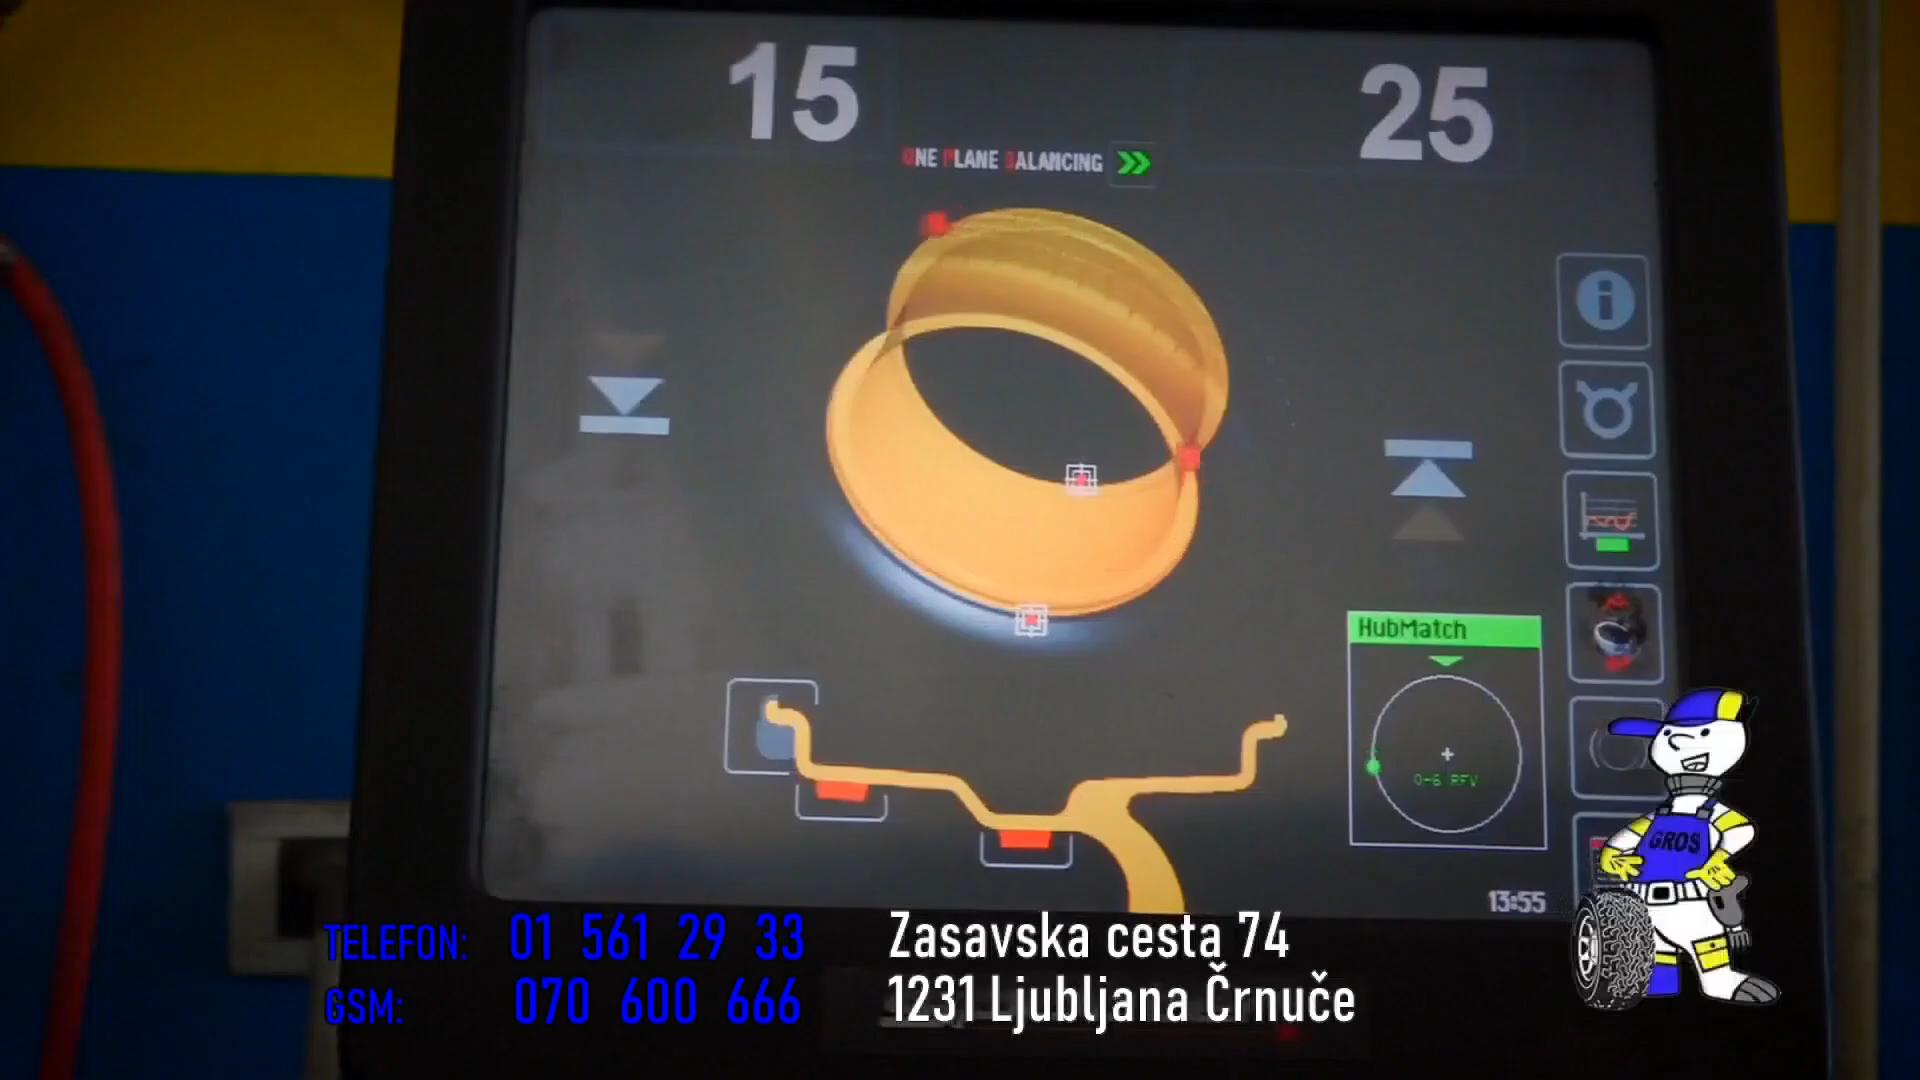 15
25
ONE PLANE BALANCING
HubMatch
0-6 RFV
13:55
GROS
TELEFON: 01 561 29 33
GSM: 070 600 666
Zasavska cesta 74
1231 Ljubljana Črnuče